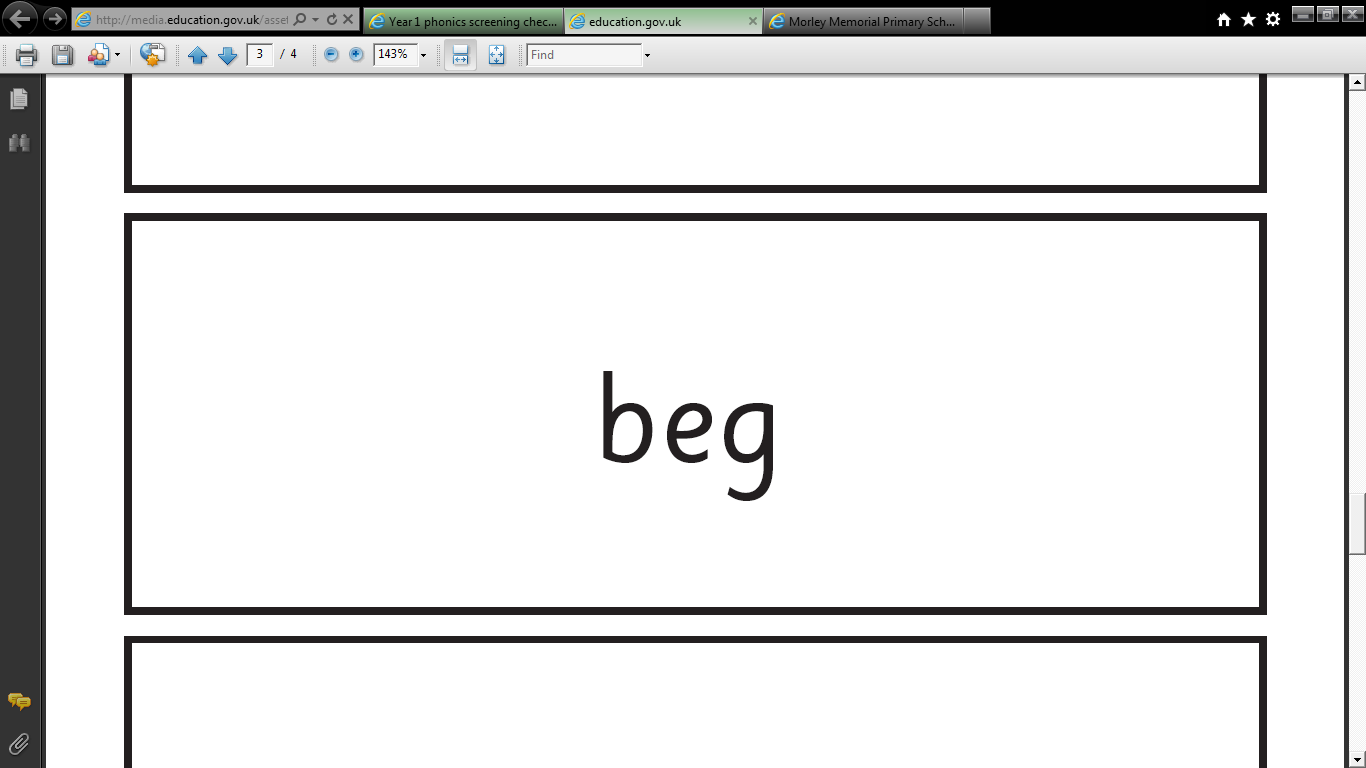 http://media.education.gov.uk/asset
Year 1 phonics screening chec...
education.gov.uk
Morley Memorial Primary Sch...
3 / 4
143%
Find
beg